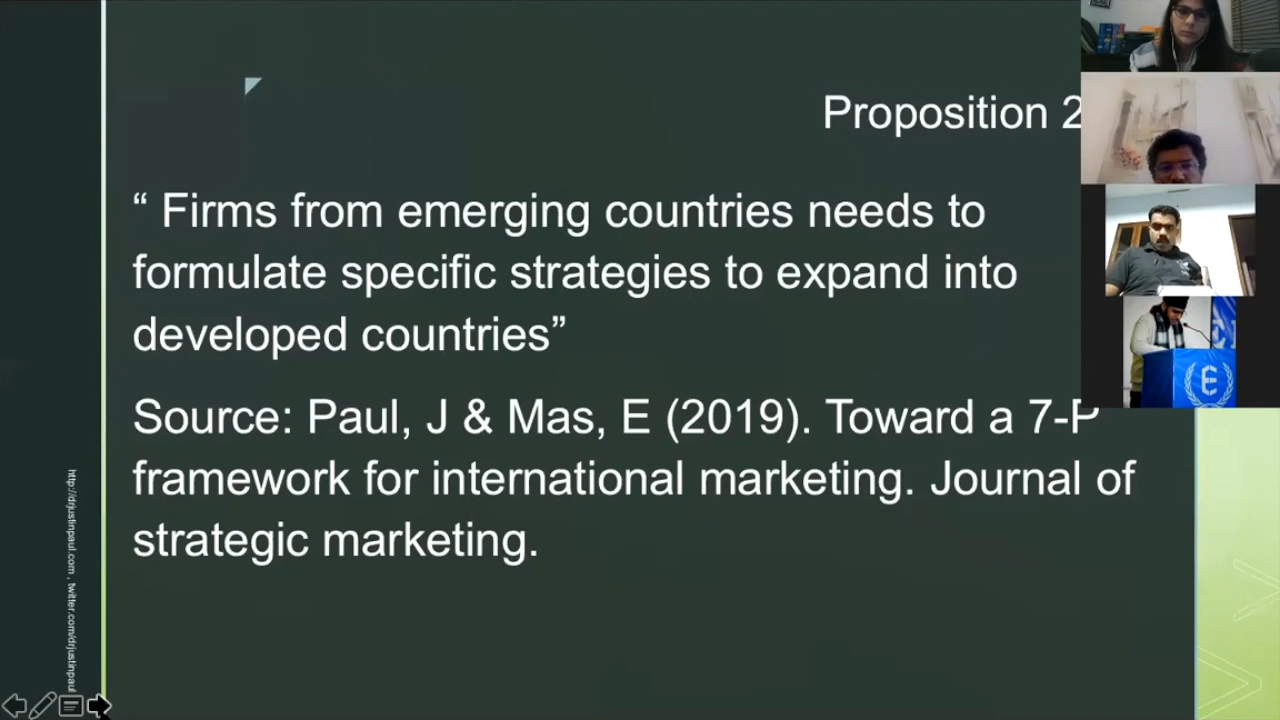 Proposition 2
“ Firms from emerging countries needs to
formulate specific strategies to expand into
developed countries”
Source: Paul, J & Mas, E (2019). Toward a 7-P
framework for international marketing. Journal of
strategic marketing.
http://drjustinpaul.com , twitter.com/drjustinpaul
E